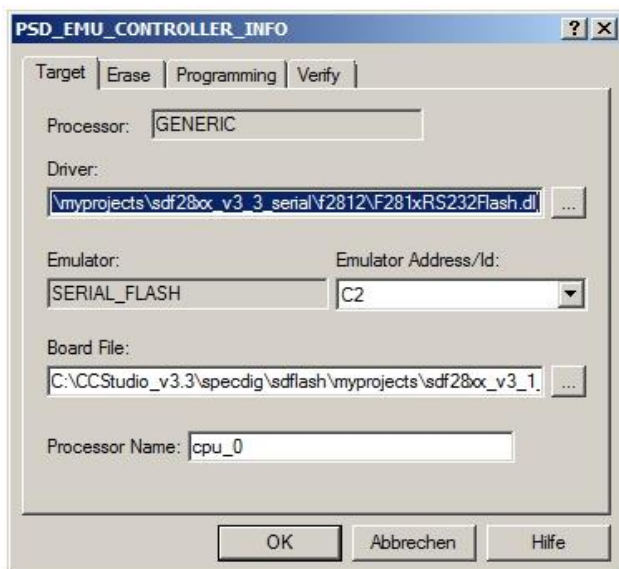 PSD_EMU_CONTROLLER_INFO
Target Erase Programming Verify
Processor: GENERIC
Driver:
\myprojects\sdf28xx_v3_3_serial\f2812\F281xRS232Flash.dl
...
Emulator: Emulator Address/Id:
SERIAL_FLASH C2
Board File:
C:\CCStudio_v3.3\specdig\sdflash\myprojects\sdf28xx_v3_1_
...
Processor Name: cpu_0
OK Abbrechen Hilfe